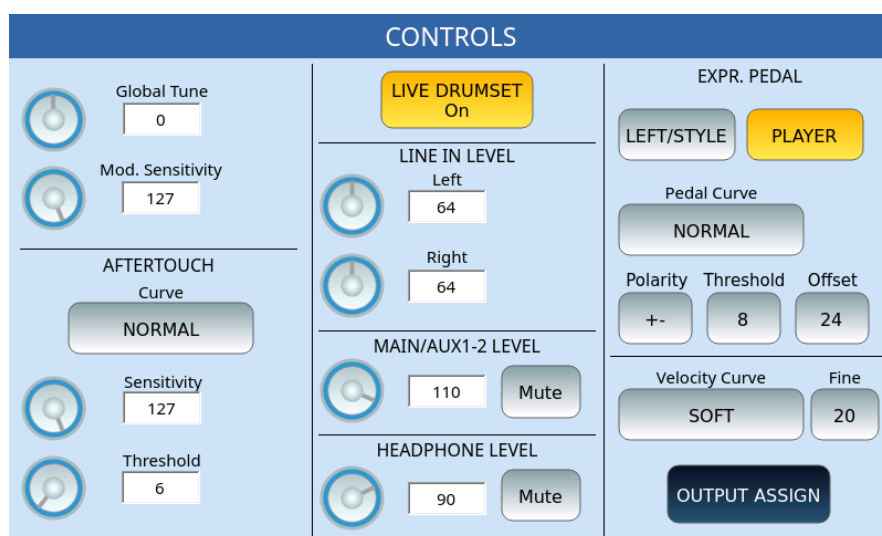 CONTROLS
Global Tune
0
Mod. Sensitivity
127
AFTERTOUCH
Curve
NORMAL
Sensitivity
127
Threshold
6
LIVE DRUMSET
On
LINE IN LEVEL
Left
64
Right
64
MAIN/AUX1-2 LEVEL
110 Mute
HEADPHONE LEVEL
90 Mute
EXPR. PEDAL
LEFT/STYLE PLAYER
Pedal Curve
NORMAL
Polarity Threshold Offset
+- 8 24
Velocity Curve Fine
SOFT 20
OUTPUT ASSIGN